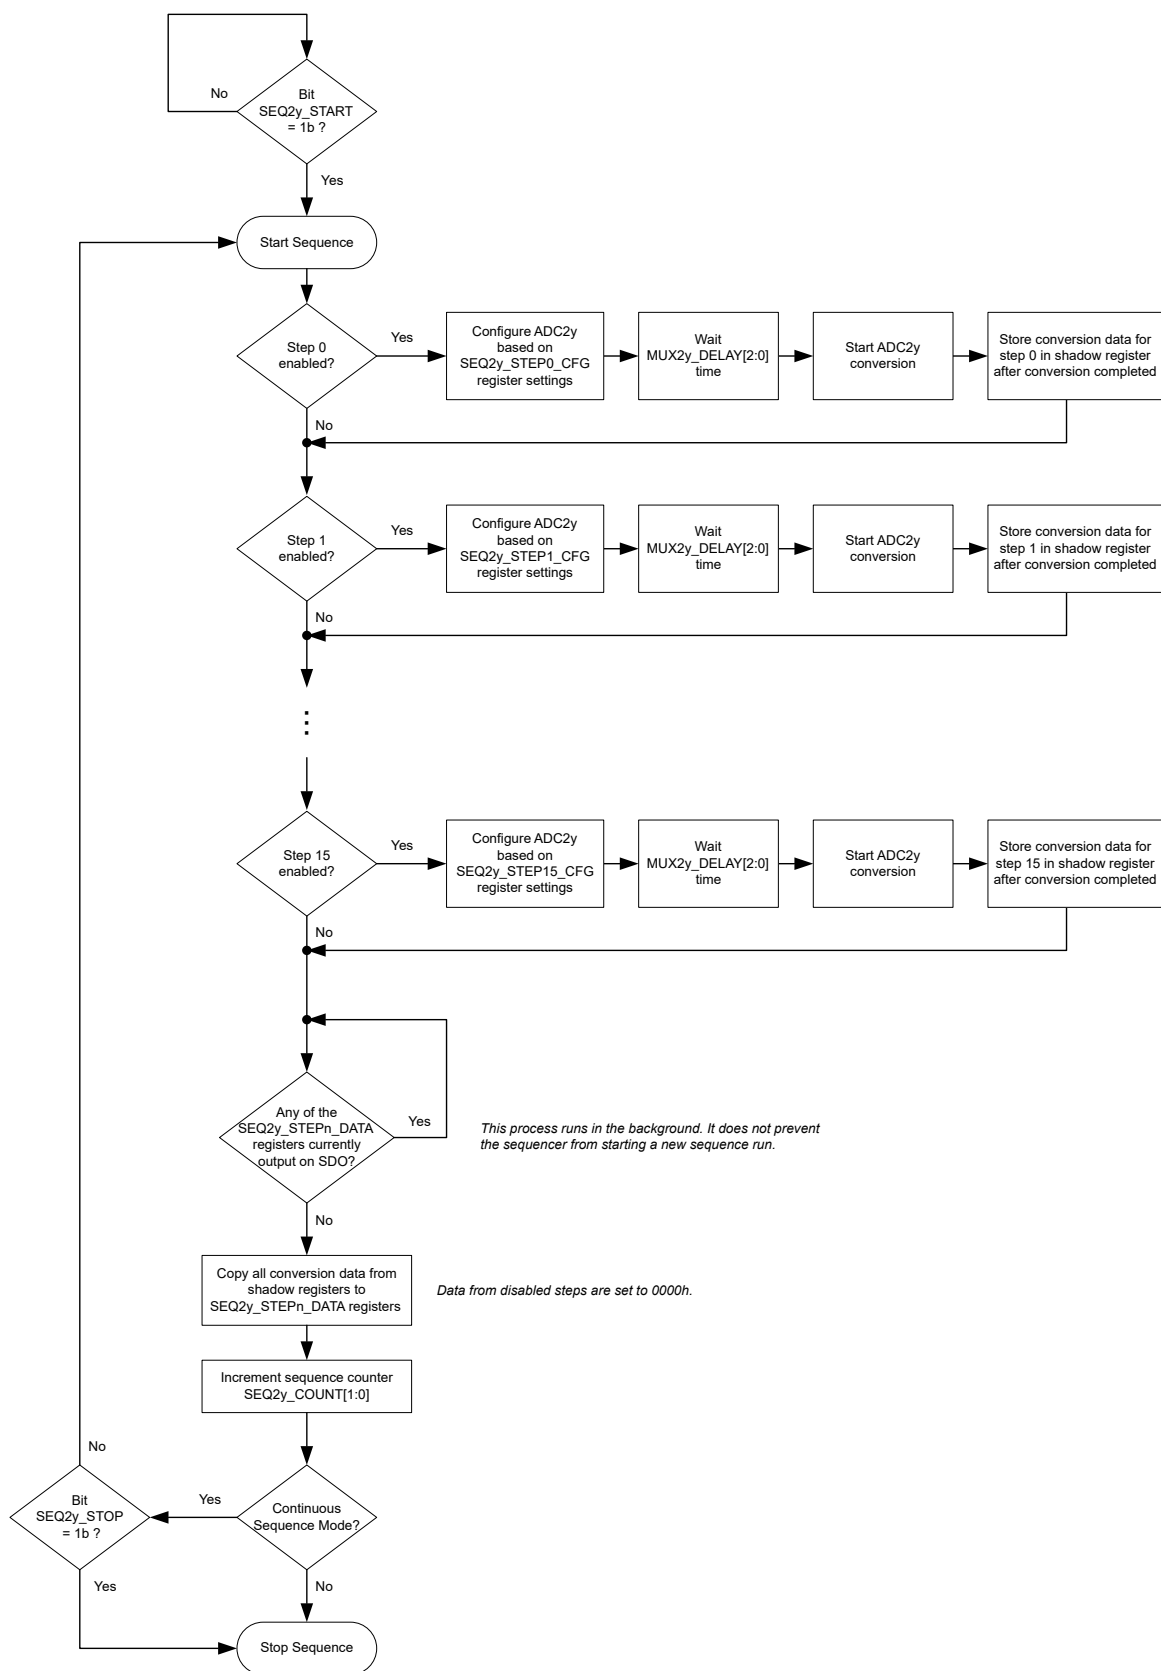 No
Bit
SEQ2y_START
= 1b ?
Yes
Start Sequence
Step 0
enabled?
Yes
Configure ADC2y
based on
SEQ2y_STEP0_CFG
register settings
Wait
MUX2y_DELAY[2:0]
time
Start ADC2y
conversion
Store conversion data for
step 0 in shadow register
after conversion completed
No
Step 1
enabled?
Yes
Configure ADC2y
based on
SEQ2y_STEP1_CFG
register settings
Wait
MUX2y_DELAY[2:0]
time
Start ADC2y
conversion
Store conversion data for
step 1 in shadow register
after conversion completed
No
⋮
Step 15
enabled?
Yes
Configure ADC2y
based on
SEQ2y_STEP15_CFG
register settings
Wait
MUX2y_DELAY[2:0]
time
Start ADC2y
conversion
Store conversion data for
step 15 in shadow register
after conversion completed
No
Any of the
SEQ2y_STEPn_DATA
registers currently
output on SDO?
Yes
This process runs in the background. It does not prevent
the sequencer from starting a new sequence run.
No
Copy all conversion data from
shadow registers to
SEQ2y_STEPn_DATA registers
Data from disabled steps are set to 0000h.
Increment sequence counter
SEQ2y_COUNT[1:0]
No
Bit
SEQ2y_STOP
= 1b ?
Yes
Continuous
Sequence Mode?
Yes
No
Stop Sequence